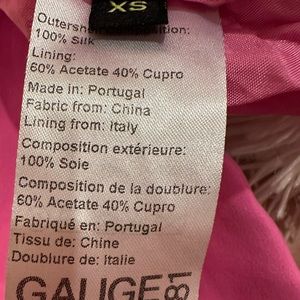 XS
Outershell composition:
100% Silk
Lining:
60% Acetate 40% Cupro
Made in: Portugal
Fabric from: China
Lining from: Italy
Composition extérieure:
100% Soie
Composition de la doublure:
60% Acetate 40% Cupro
Fabriqué en: Portugal
Tissu de: Chine
Doublure de: Italie
GAUGE81